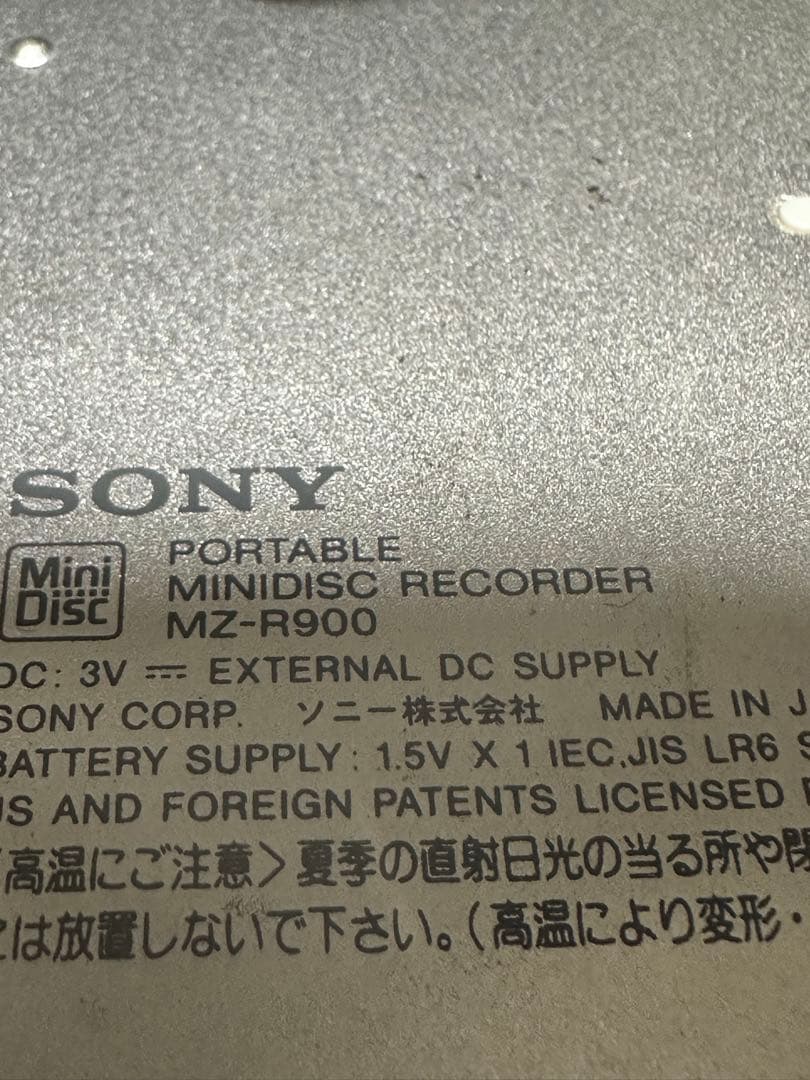 SONY
Mini Disc
PORTABLE
MINIDISC RECORDER
MZ-R900
DC: 3V ⎓ EXTERNAL DC SUPPLY
SONY CORP. ソニー株式会社 MADE IN J
BATTERY SUPPLY: 1.5V X 1 IEC,JIS LR6 S
US AND FOREIGN PATENTS LICENSED
<高温にご注意>夏季の直射日光の当る所や閉
には放置しないで下さい。(高温により変形・